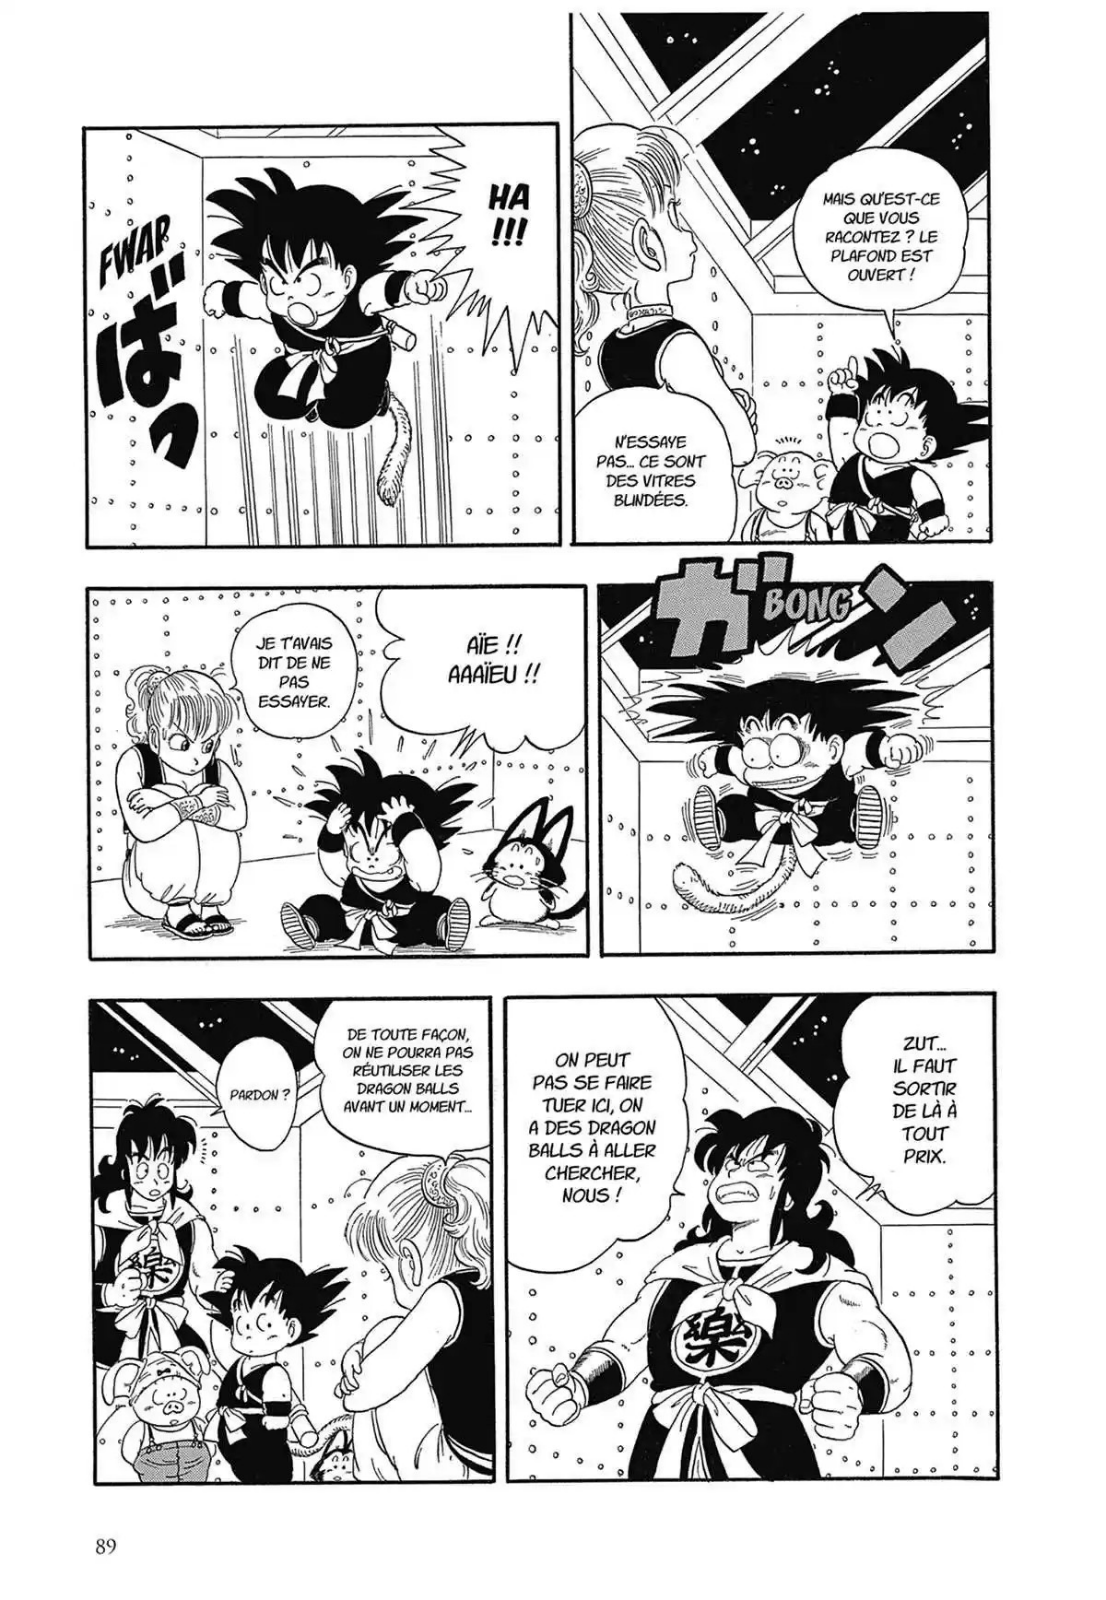 MAIS QU'EST-CE
QUE VOUS
RACONTEZ ? LE
PLAFOND EST
OUVERT !
N'ESSAYE
PAS... CE SONT
DES VITRES
BLINDÉES.
HA
!!!
FWAP
ばっ
ガン
BONG
AÏE !!
AAAÏEU !!
JE T'AVAIS
DIT DE NE
PAS
ESSAYER.
ZUT...
IL FAUT
SORTIR
DE LÀ À
TOUT
PRIX.
ON PEUT
PAS SE FAIRE
TUER ICI, ON
A DES DRAGON
BALLS À ALLER
CHERCHER,
NOUS !
樂
DE TOUTE FAÇON,
ON NE POURRA PAS
RÉUTILISER LES
DRAGON BALLS
AVANT UN MOMENT...
PARDON ?
樂
89